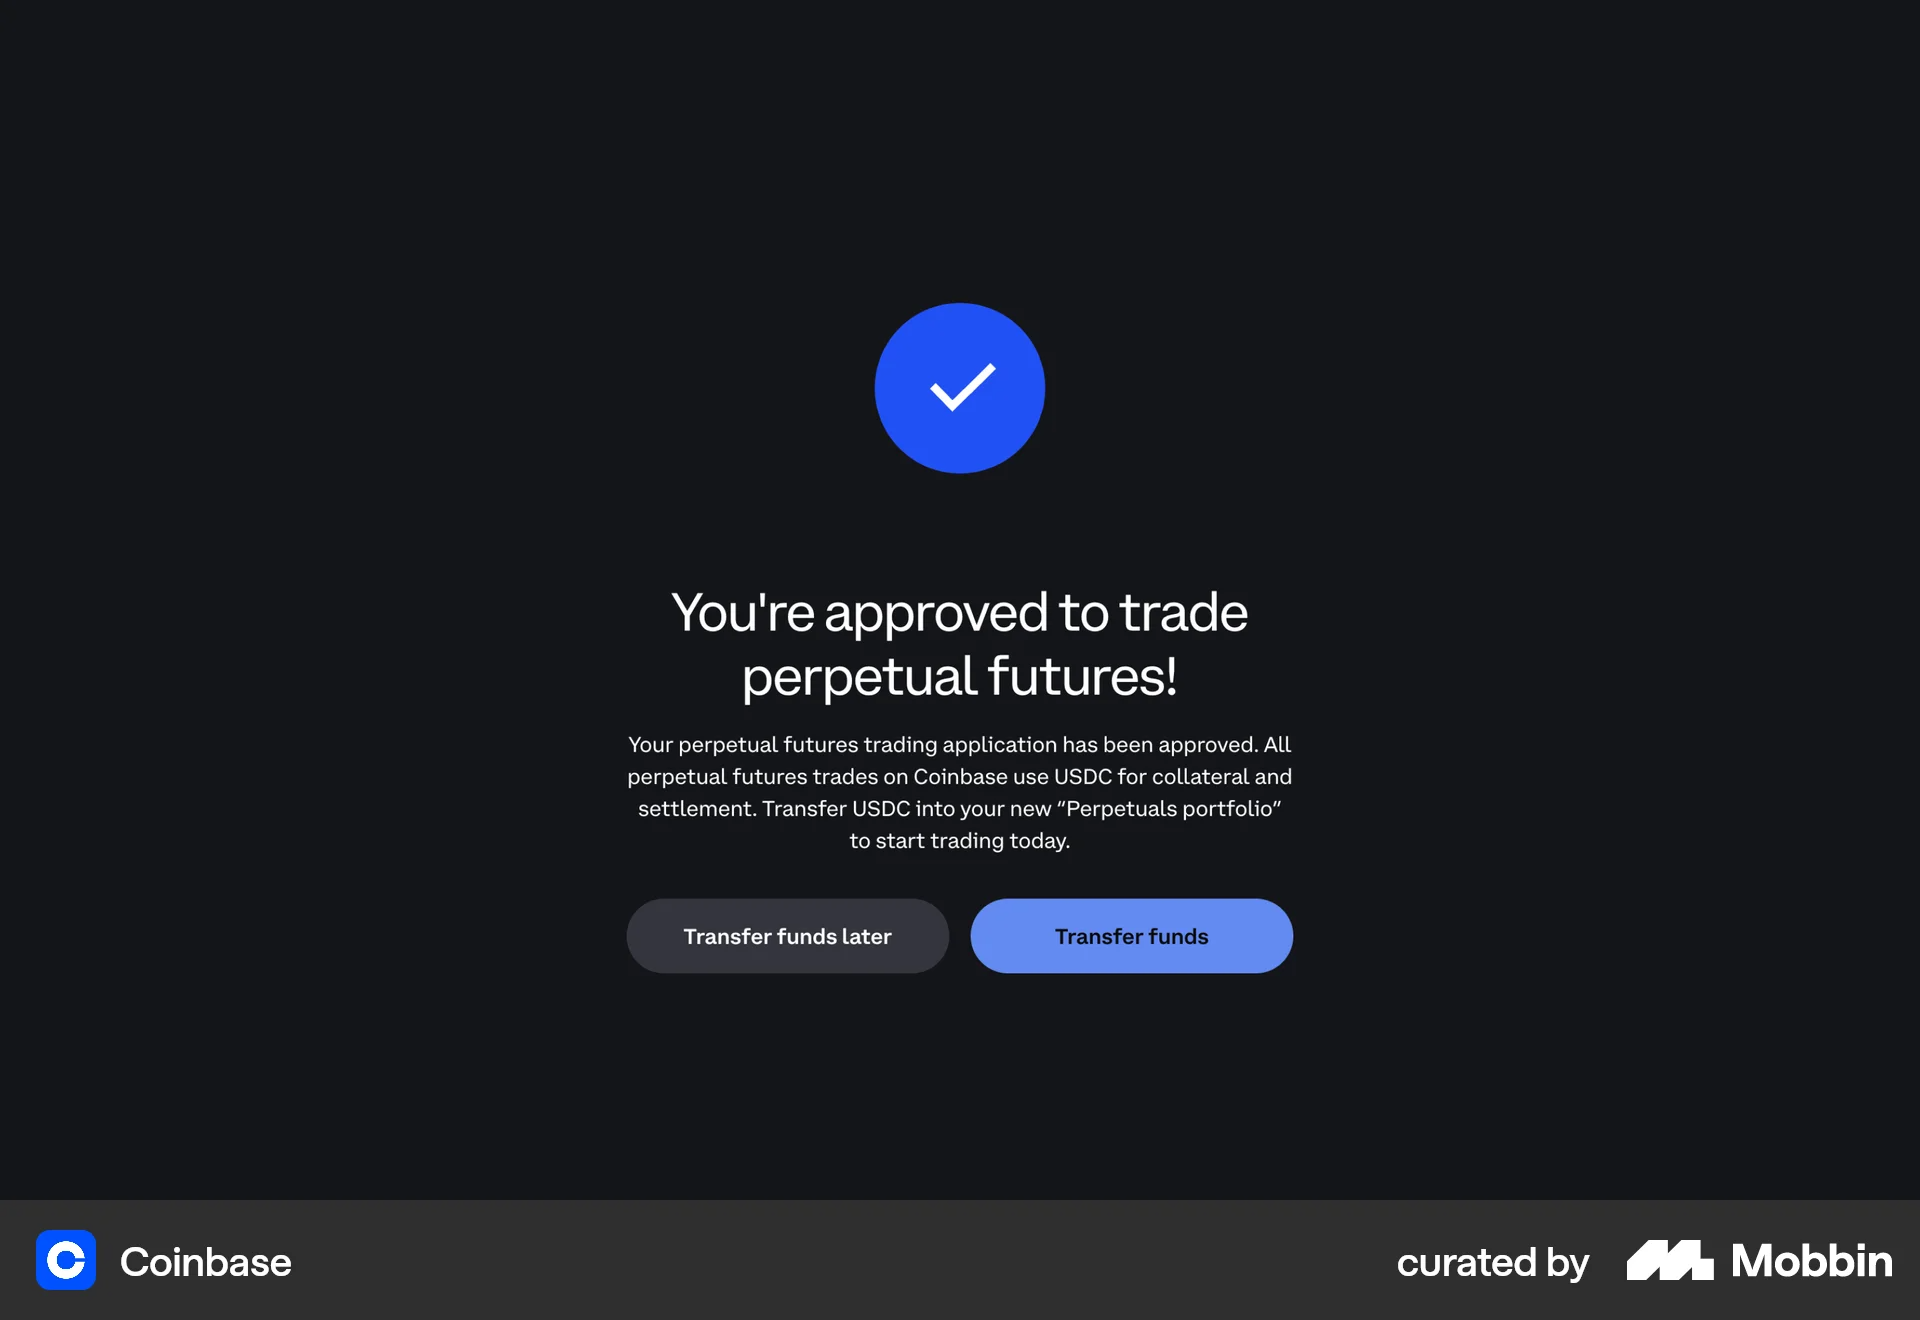 You're approved to trade
perpetual futures!
Your perpetual futures trading application has been approved. All
perpetual futures trades on Coinbase use USDC for collateral and
settlement. Transfer USDC into your new “Perpetuals portfolio”
to start trading today.
Transfer funds later
Transfer funds
Coinbase
curated by
Mobbin